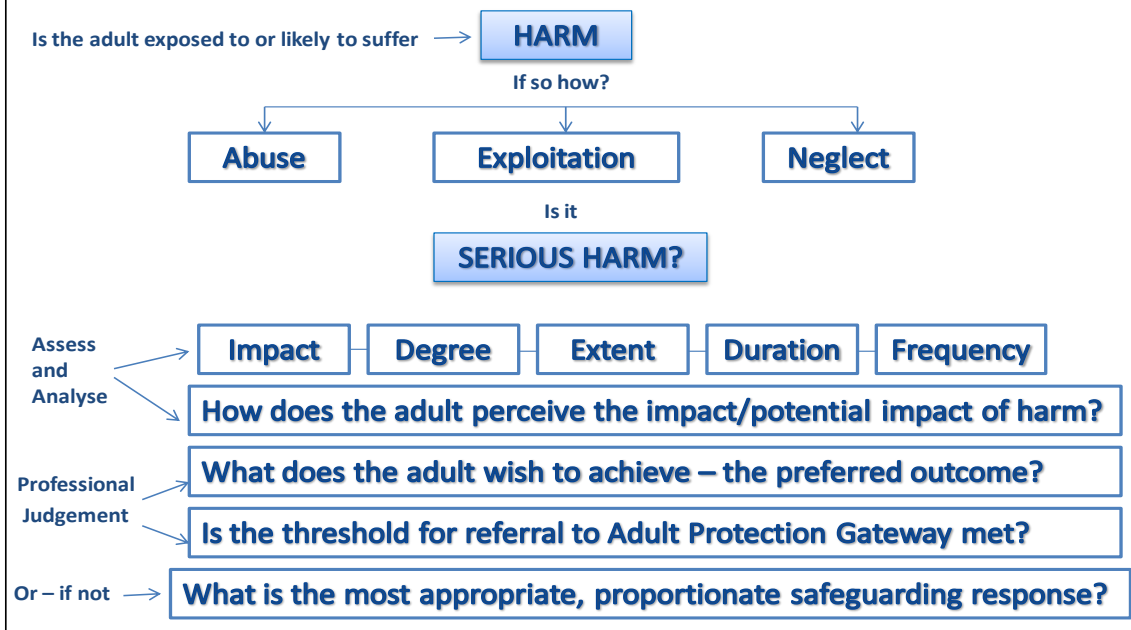 Is the adult exposed to or likely to suffer
HARM
If so how?
Abuse
Exploitation
Neglect
Is it
SERIOUS HARM?
Assess
and
Analyse
Impact
Degree
Extent
Duration
Frequency
How does the adult perceive the impact/potential impact of harm?
Professional
Judgement
What does the adult wish to achieve – the preferred outcome?
Is the threshold for referral to Adult Protection Gateway met?
Or – if not
What is the most appropriate, proportionate safeguarding response?